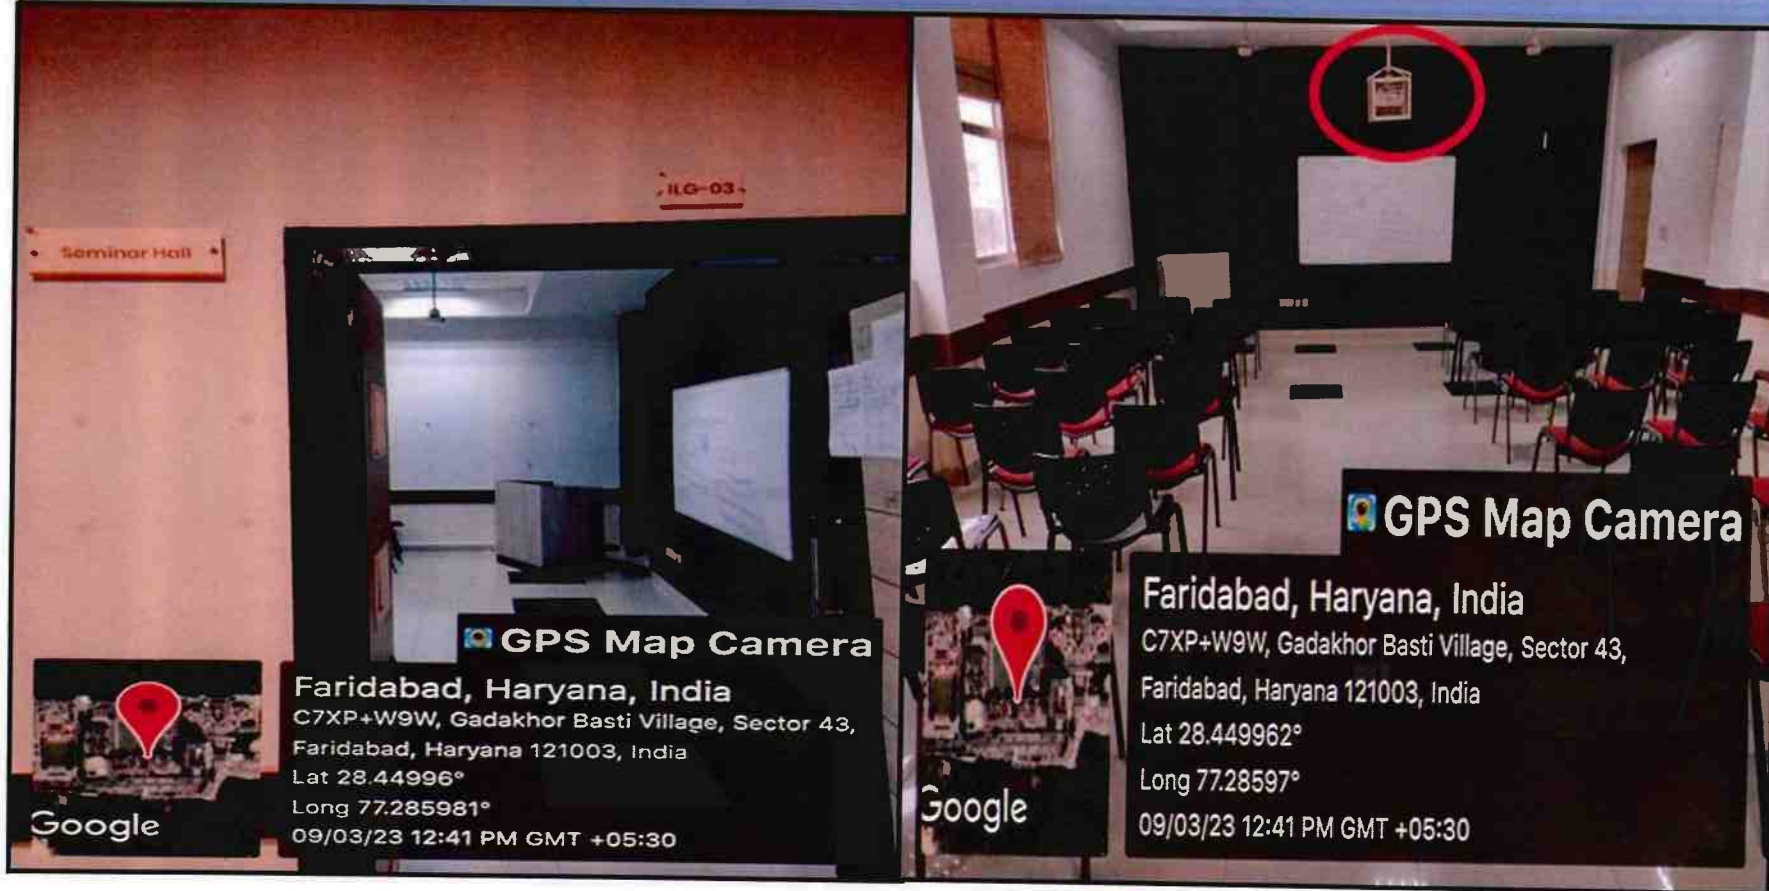 ILG-03
Seminar Hall
GPS Map Camera
Faridabad, Haryana, India
C7XP+W9W, Gadakhor Basti Village, Sector 43,
Faridabad, Haryana 121003, India
Lat 28.44996°
Long 77.285981°
09/03/23 12:41 PM GMT +05:30
Google
GPS Map Camera
Faridabad, Haryana, India
C7XP+W9W, Gadakhor Basti Village, Sector 43,
Faridabad, Haryana 121003, India
Lat 28.449962°
Long 77.28597°
09/03/23 12:41 PM GMT +05:30
Google